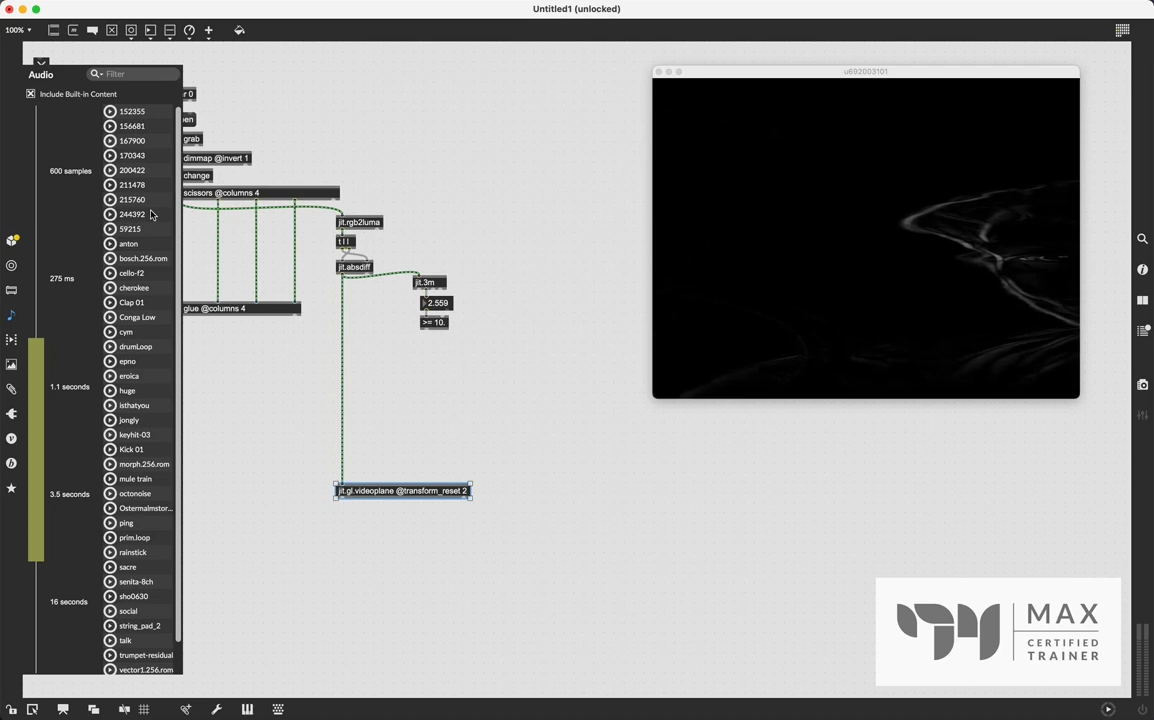 Untitled1 (unlocked)
100%
Audio
Filter
Include Built-in Content
600 samples
275 ms
1.1 seconds
3.5 seconds
16 seconds
152355
156681
167900
170343
200422
211478
215760
244392
59215
anton
bosch.256.rom
cello-f2
cherokee
Clap 01
Conga Low
cym
drumLoop
epno
eroica
huge
isthatyou
jongly
keyhit-03
Kick 01
morph.256.rom
mule train
octonoise
Ostermalmstor...
ping
prim.loop
rainstick
sacre
senita-8ch
sho0630
social
string_pad_2
talk
trumpet-residual
vector1.256.rom
r 0
en
grab
dimmap @invert 1
change
scissors @columns 4
glue @columns 4
jit.rgb2luma
t l l
jit.absdiff
jit.3m
2.559
>= 10.
jit.gl.videoplane @transform_reset 2
u692003101
MAX
CERTIFIED
TRAINER